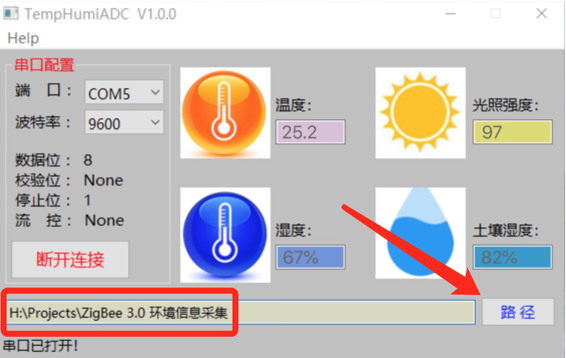 TempHumiADC V1.0.0
Help
串口配置
端 口： COM5
波特率： 9600
数据位： 8
校验位： None
停止位： 1
流 控： None
断开连接
温度：
25.2
光照强度：
97
湿度：
67%
土壤湿度：
82%
H:\Projects\ZigBee 3.0 环境信息采集
路 径
串口已打开！